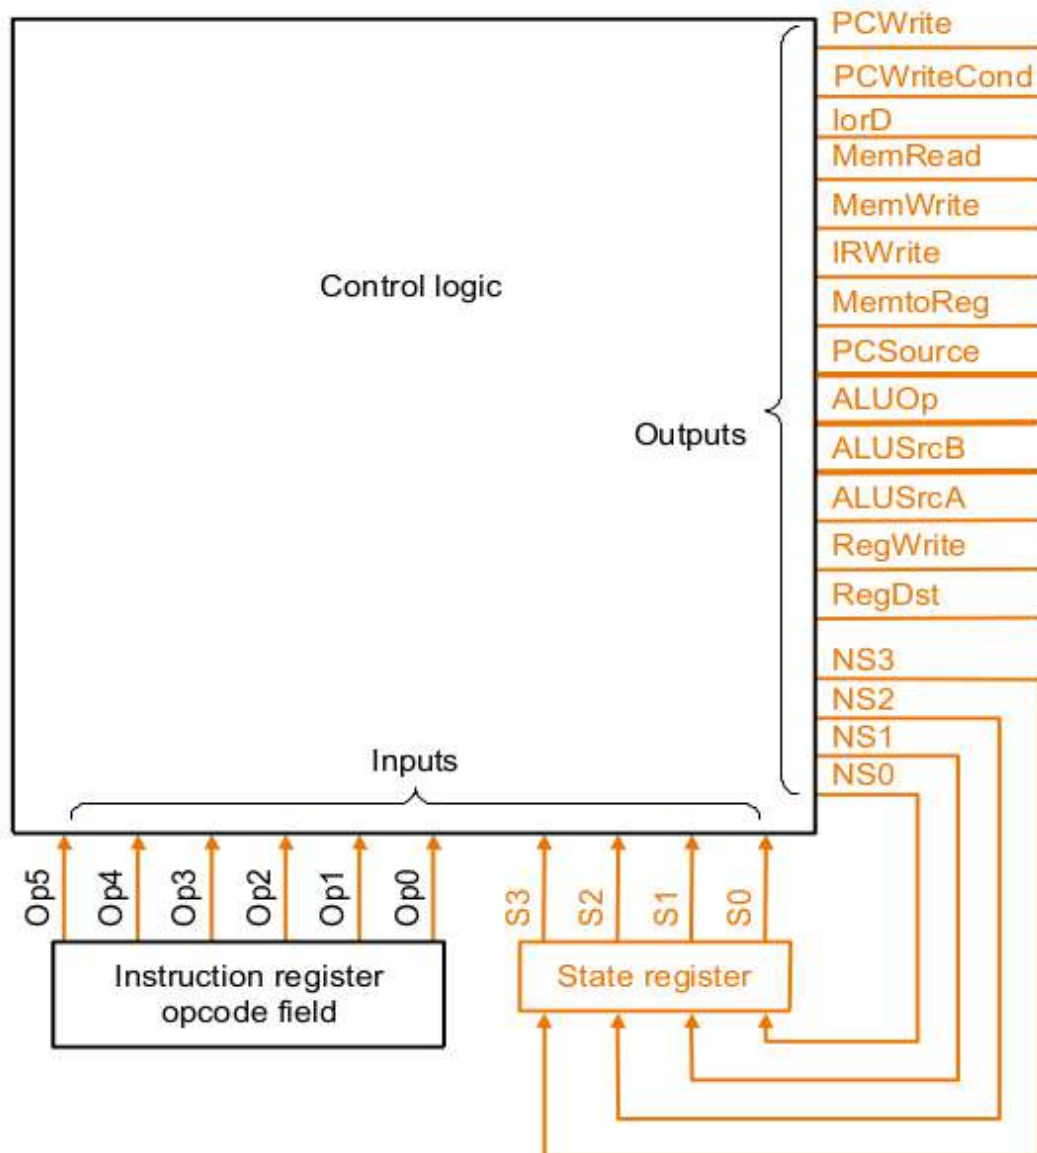 PCWrite
PCWriteCond
IorD
MemRead
MemWrite
IRWrite
Control logic
MemtoReg
PCSource
ALUOp
Outputs
ALUSrcB
ALUSrcA
RegWrite
RegDst
NS3
NS2
NS1
Inputs
NS0
Op5
Op4
Op3
Op2
Op1
Op0
S3
S2
S1
S0
Instruction register
opcode field
State register